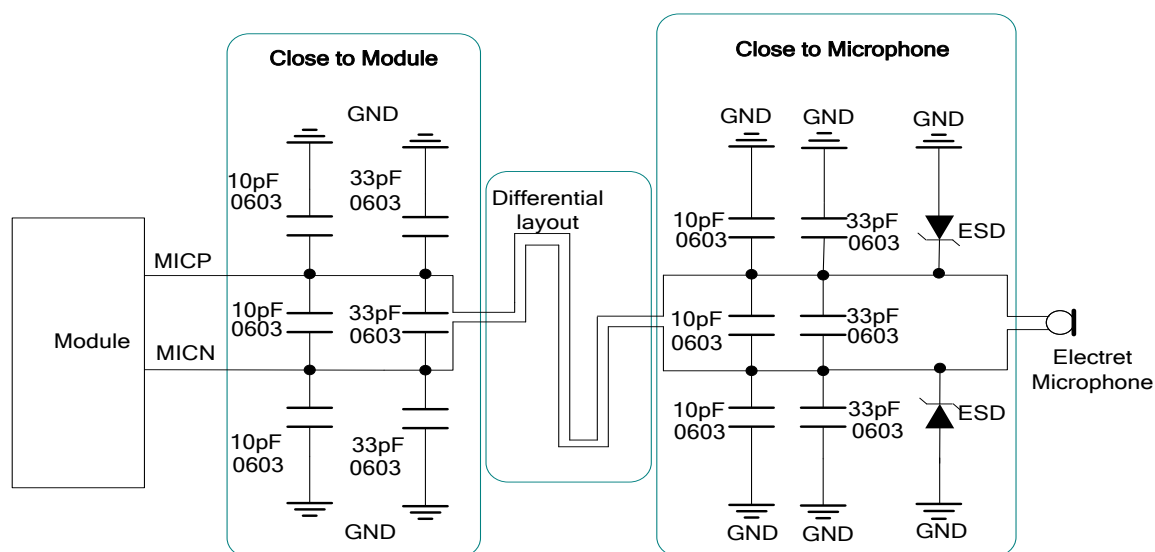 Close to Module
Close to Microphone
GND
GND
GND
GND
10pF
0603
33pF
0603
Differential
layout
10pF
0603
33pF
0603
ESD
MICP
10pF
0603
33pF
0603
10pF
0603
33pF
0603
Module
MICN
Electret
Microphone
10pF
0603
33pF
0603
10pF
0603
33pF
0603
ESD
GND
GND
GND
GND